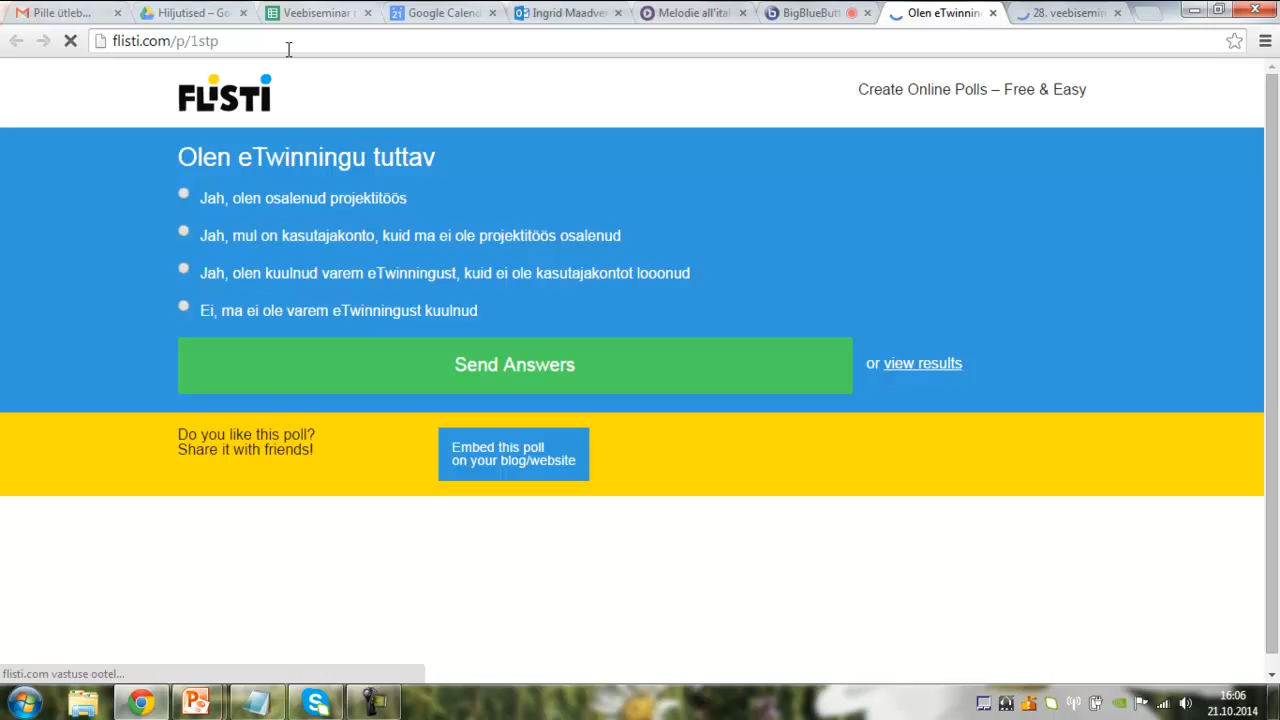 Pille ütleb...
Hiljutised – Go
Veebiseminar
Google Calend
Ingrid Maadve
Melodie all'ital
BigBlueButt
Olen eTwinnin
28. veebisemi
flisti.com/p/1stp
FLiSTi
Create Online Polls – Free & Easy
Olen eTwinningu tuttav
Jah, olen osalenud projektitöös
Jah, mul on kasutajakonto, kuid ma ei ole projektitöös osalenud
Jah, olen kuulnud varem eTwinningust, kuid ei ole kasutajakontot looonud
Ei, ma ei ole varem eTwinningust kuulnud
Send Answers
or view results
Do you like this poll?
Share it with friends!
Embed this poll
on your blog/website
flisti.com vastuse ootel...
16:06
21.10.2014